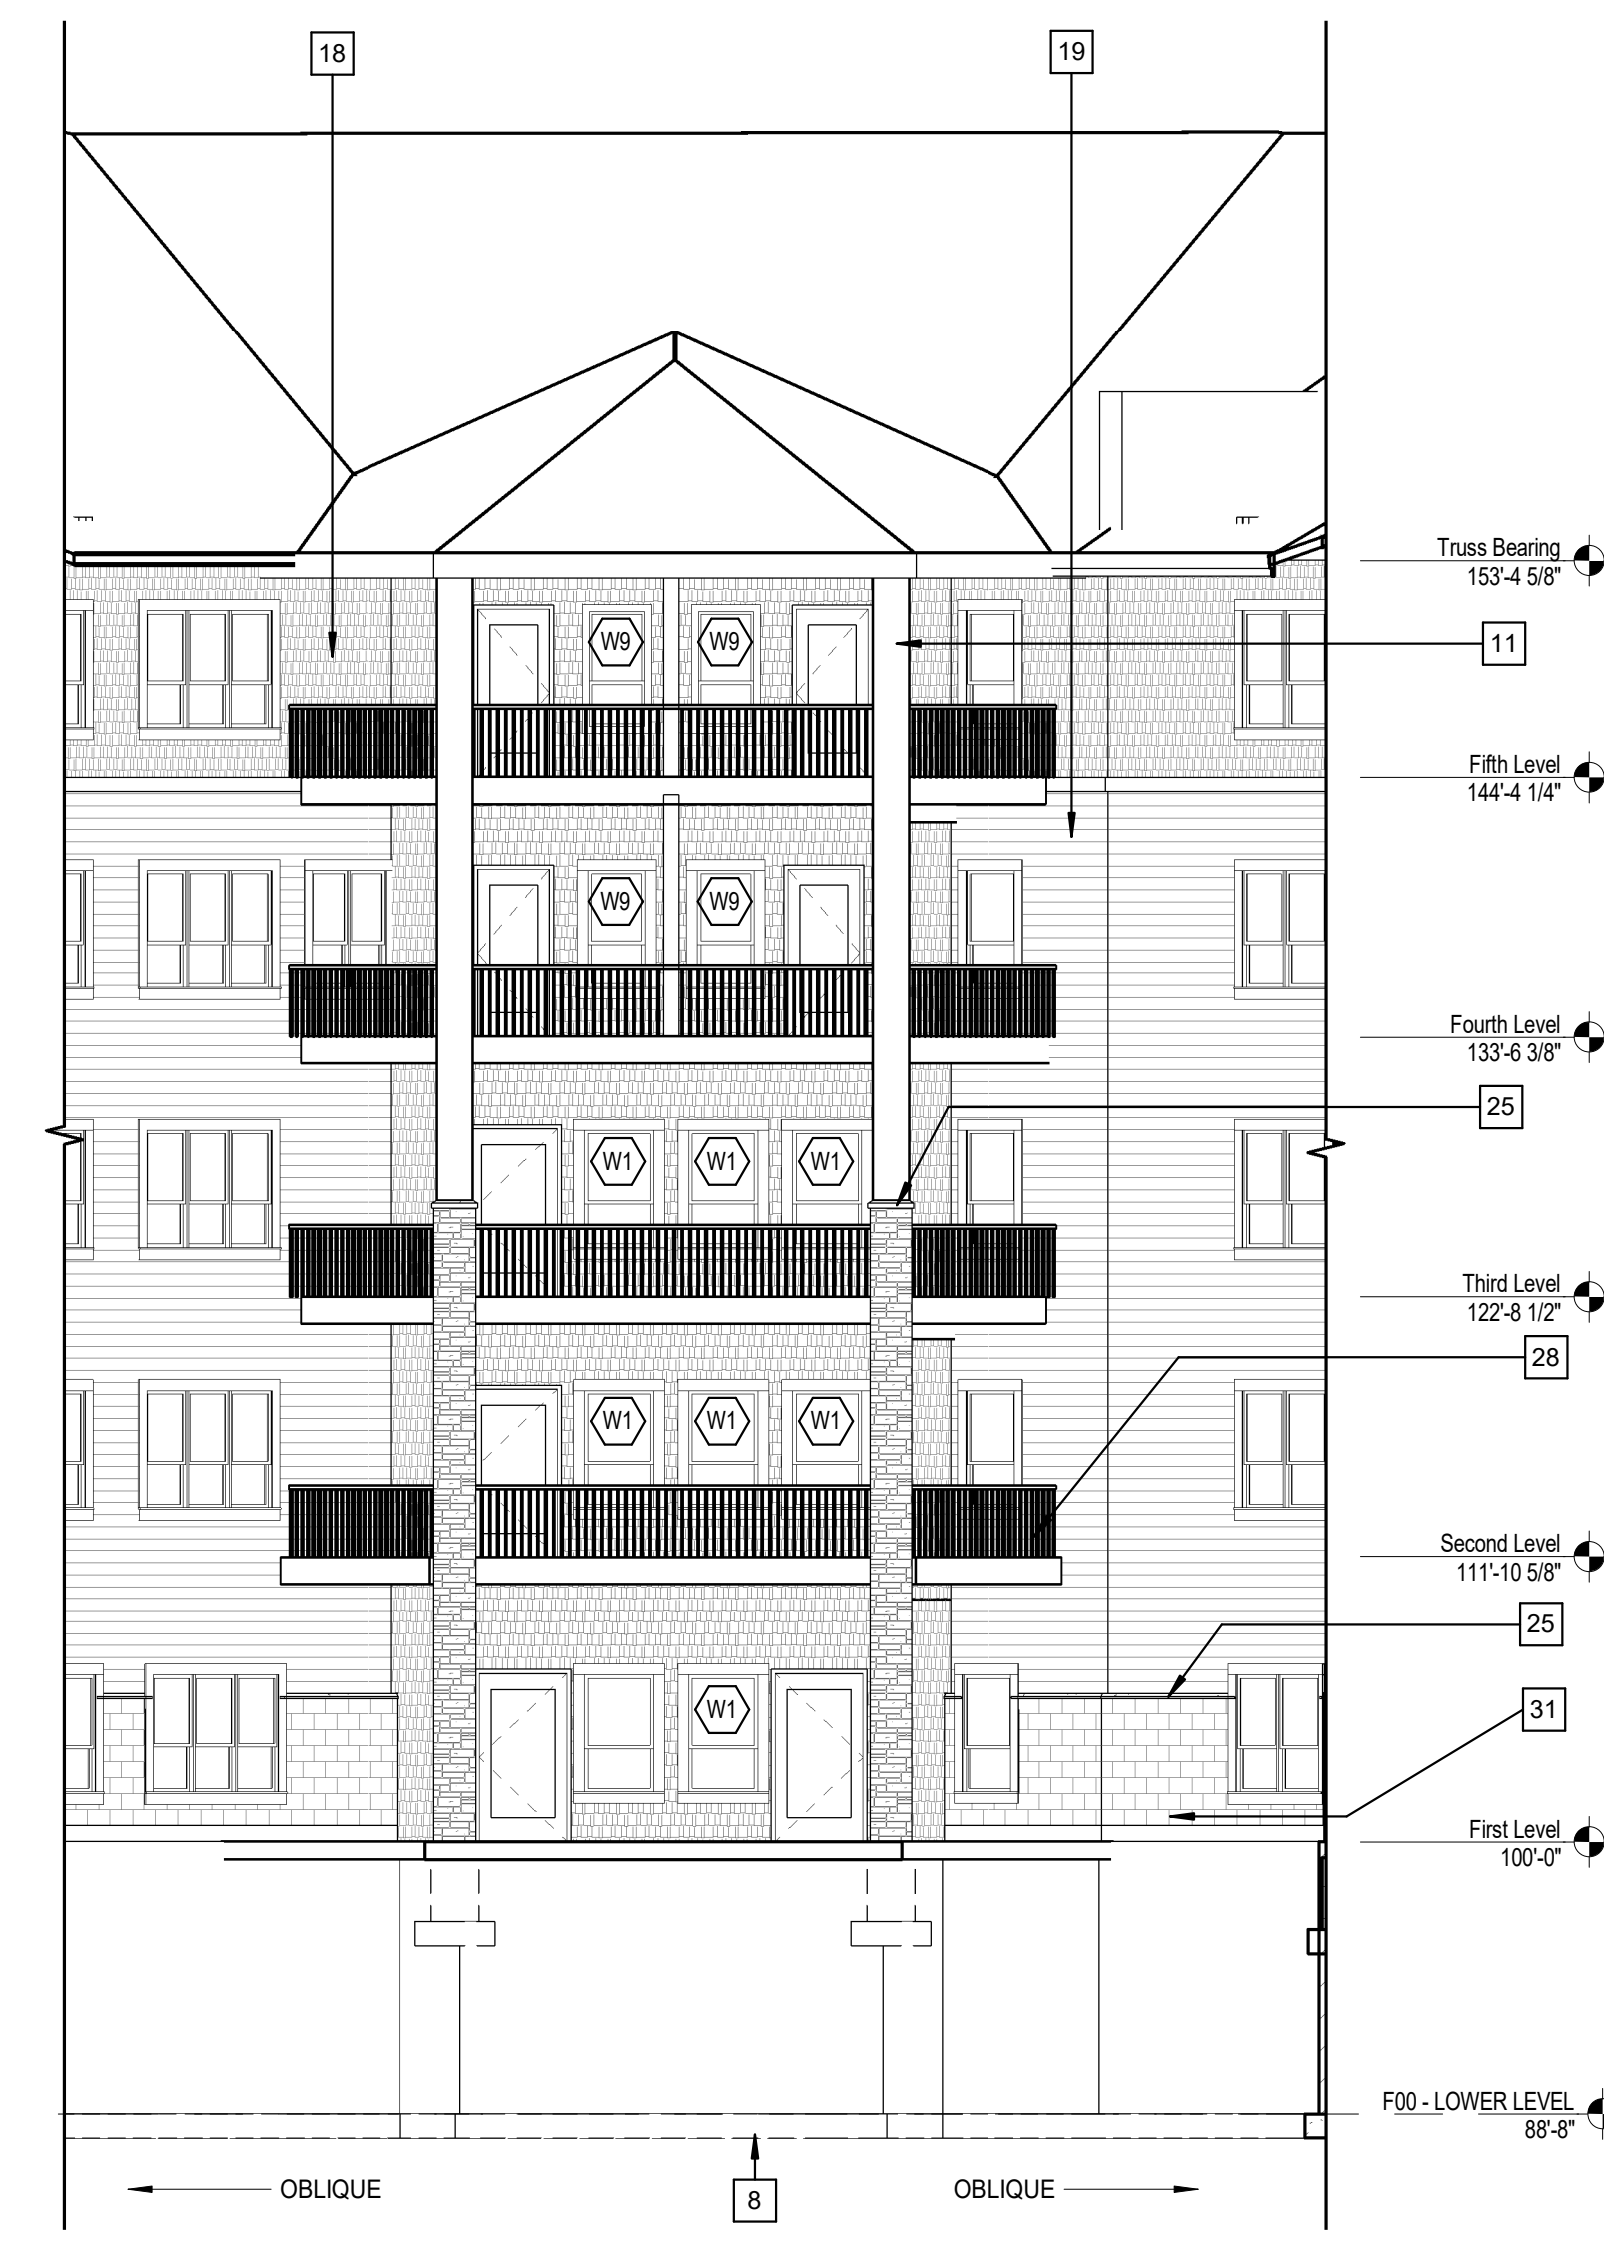 18
19
Truss Bearing
153'-4 5/8"
W9
W9
11
Fifth Level
144'-4 1/4"
W9
W9
Fourth Level
133'-6 3/8"
25
W1
W1
W1
Third Level
122'-8 1/2"
28
W1
W1
W1
Second Level
111'-10 5/8"
25
W1
31
First Level
100'-0"
F00 - LOWER LEVEL
88'-8"
OBLIQUE
8
OBLIQUE